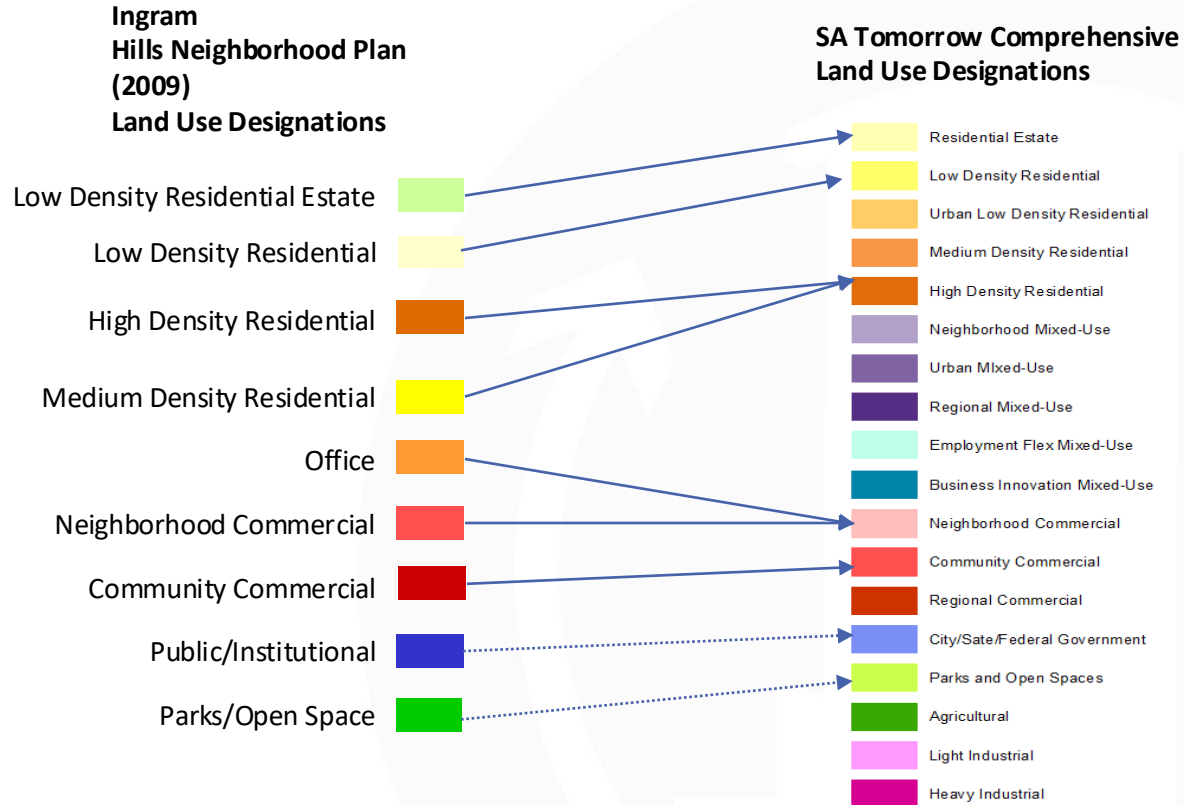 Ingram
Hills Neighborhood Plan
(2009)
Land Use Designations
Low Density Residential Estate
Low Density Residential
High Density Residential
Medium Density Residential
Office
Neighborhood Commercial
Community Commercial
Public/Institutional
Parks/Open Space
SA Tomorrow Comprehensive
Land Use Designations
Residential Estate
Low Density Residential
Urban Low Density Residential
Medium Density Residential
High Density Residential
Neighborhood Mixed-Use
Urban MIxed-Use
Regional Mixed-Use
Employment Flex Mixed-Use
Business Innovation Mixed-Use
Neighborhood Commercial
Community Commercial
Regional Commercial
City/Sate/Federal Government
Parks and Open Spaces
Agricultural
Light Industrial
Heavy Industrial